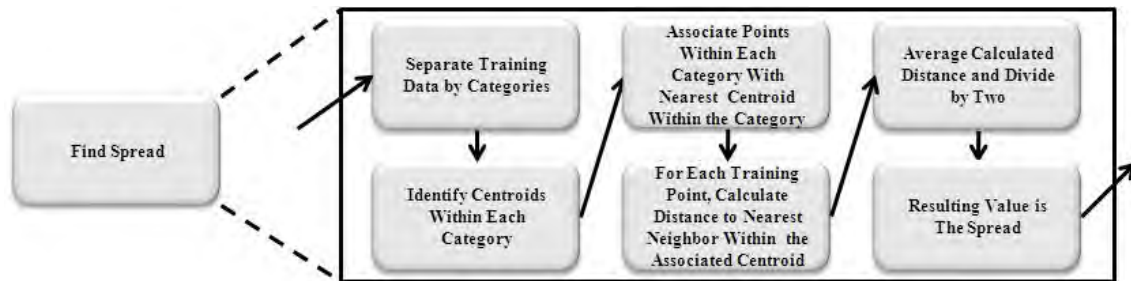 Find Spread
Separate Training
Data by Categories
Identify Centroids
Within Each
Category
Associate Points
Within Each
Category With
Nearest Centroid
Within the Category
For Each Training
Point, Calculate
Distance to Nearest
Neighbor Within the
Associated Centroid
Average Calculated
Distance and Divide
by Two
Resulting Value is
The Spread